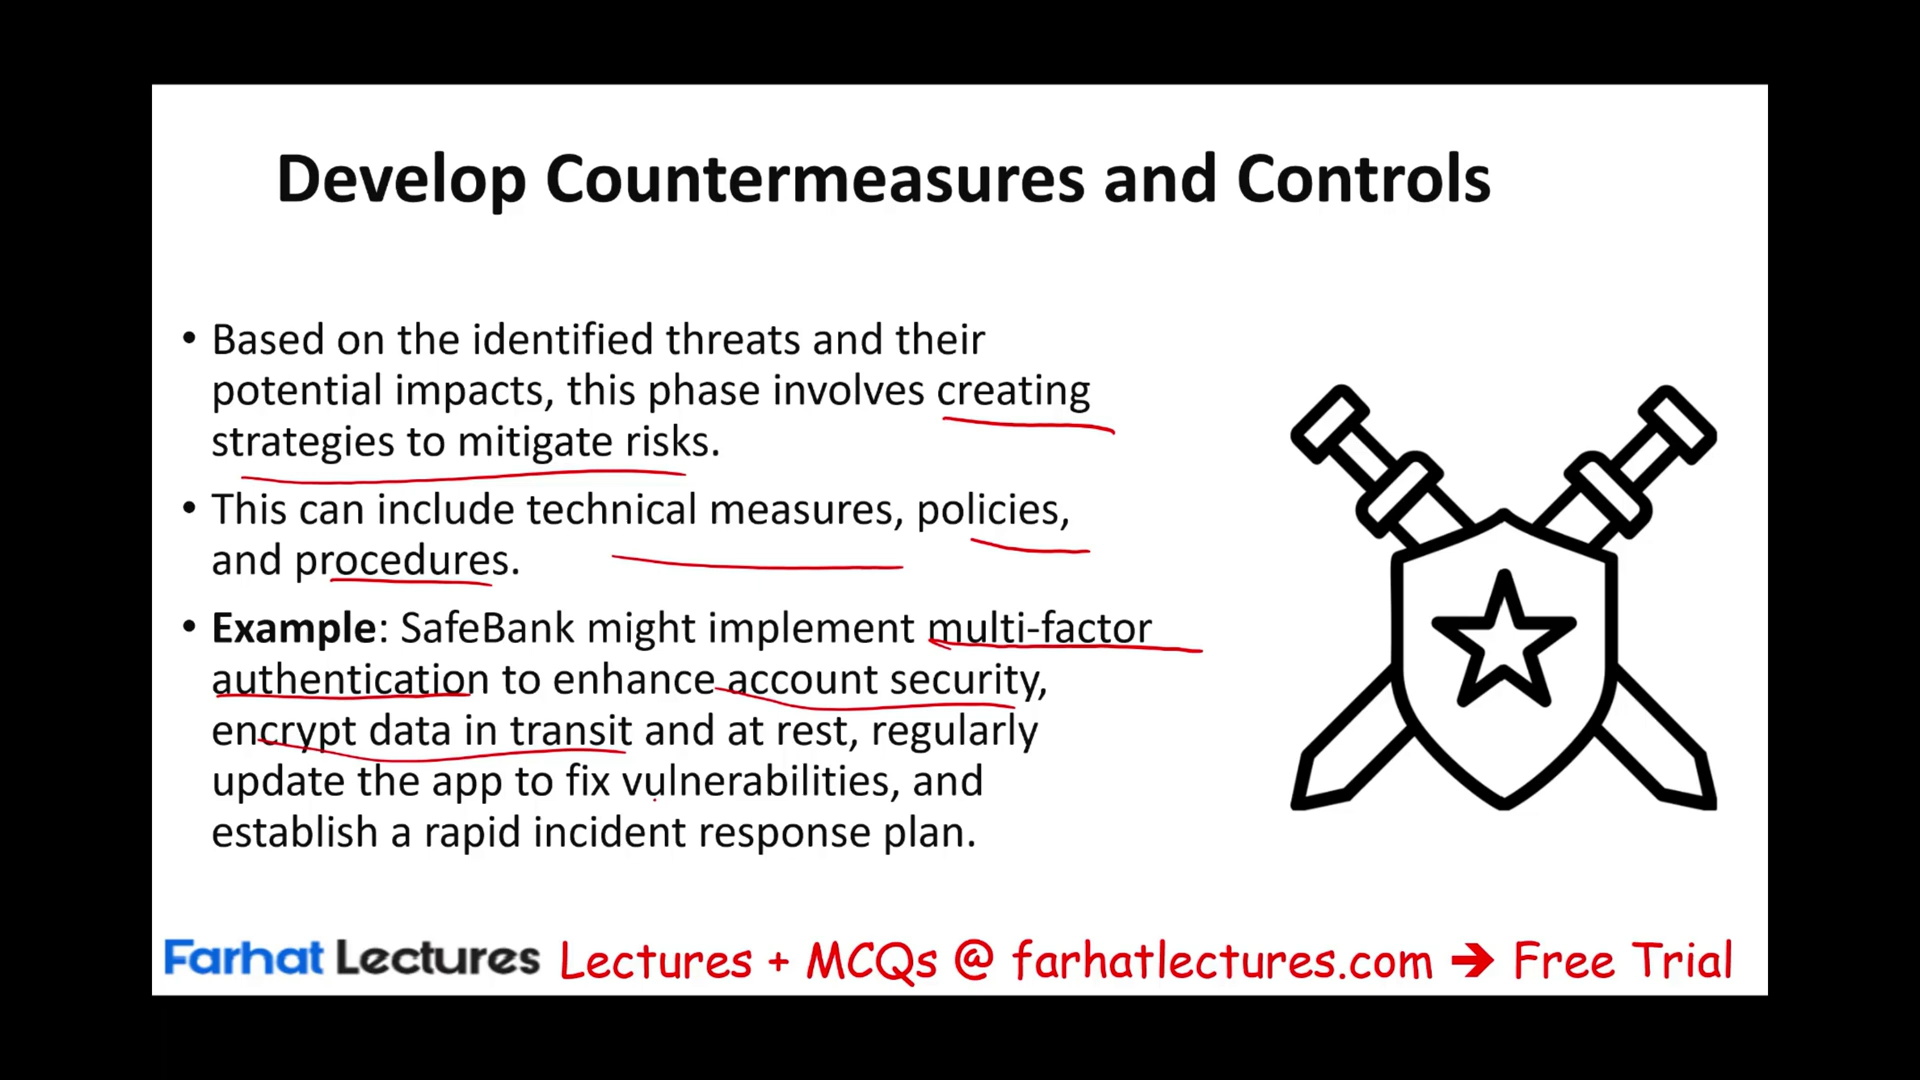 Develop Countermeasures and Controls
• Based on the identified threats and their
potential impacts, this phase involves creating
strategies to mitigate risks.
• This can include technical measures, policies,
and procedures.
• Example: SafeBank might implement multi-factor
authentication to enhance account security,
encrypt data in transit and at rest, regularly
update the app to fix vulnerabilities, and
establish a rapid incident response plan.
Farhat Lectures Lectures + MCQs @ farhatlectures.com ➔ Free Trial